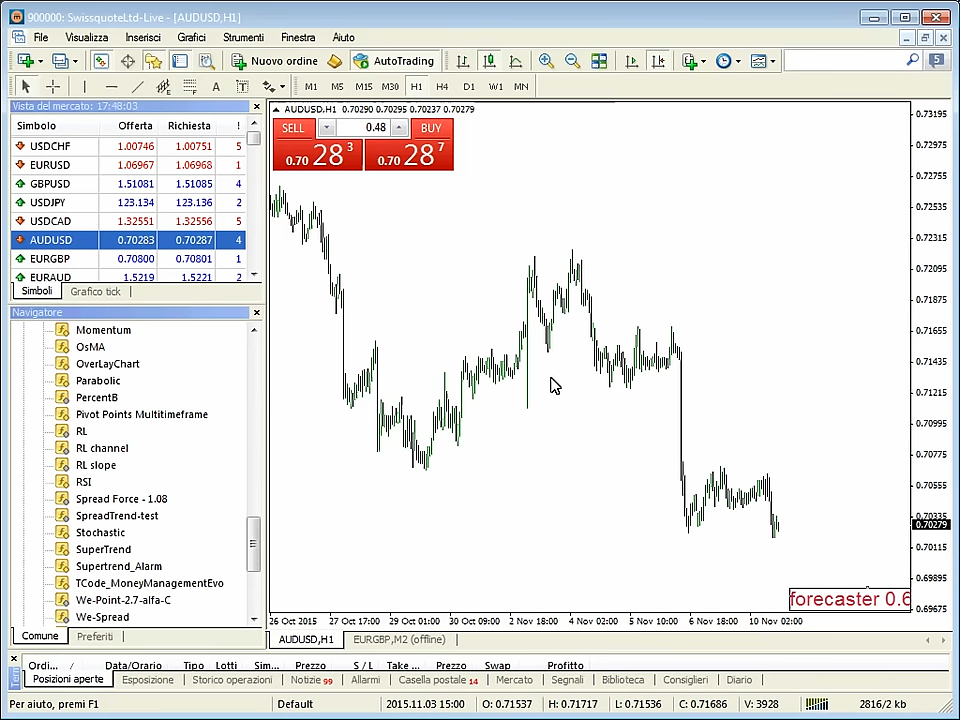 900000: SwissquoteLtd-Live - [AUDUSD,H1]
File Visualizza Inserisci Grafici Strumenti Finestra Aiuto
Nuovo ordine AutoTrading 5
A T M1 M5 M15 M30 H1 H4 D1 W1 MN
Vista del mercato: 17:48:03
Simbolo Offerta Richiesta !
USDCHF 1.00746 1.00751 5
EURUSD 1.06967 1.06968 1
GBPUSD 1.51081 1.51085 4
USDJPY 123.134 123.136 2
USDCAD 1.32551 1.32556 5
AUDUSD 0.70283 0.70287 4
EURGBP 0.70800 0.70801 1
EURAUD 1.5219 1.5221 2
Simboli Grafico tick
Navigatore
Momentum
OsMA
OverLayChart
Parabolic
PercentB
Pivot Points Multitimeframe
RL
RL channel
RL slope
RSI
Spread Force - 1.08
SpreadTrend-test
Stochastic
SuperTrend
Supertrend_Alarm
TCode_MoneyManagementEvo
We-Point-2.7-alfa-C
We-Spread
Comune Preferiti
AUDUSD,H1 0.70290 0.70295 0.70237 0.70279
SELL 0.48 BUY
0.70 28 3 0.70 28 7
0.73195
0.72975
0.72755
0.72535
0.72315
0.72095
0.71875
0.71655
0.71435
0.71215
0.70995
0.70775
0.70555
0.70335
0.70279
0.70115
0.69895
0.69675
forecaster 0.6
26 Oct 2015 27 Oct 17:00 29 Oct 01:00 30 Oct 09:00 2 Nov 18:00 4 Nov 02:00 5 Nov 10:00 6 Nov 18:00 10 Nov 02:00
AUDUSD,H1 EURGBP,M2 (offline)
Ordi... / Data/Orario Tipo Lotti Sim... Prezzo S / L Take ... Prezzo Swap Profitto
Posizioni aperte Esposizione Storico operazioni Notizie 99 Allarmi Casella postale 14 Mercato Segnali Biblioteca Consiglieri Diario
Per aiuto, premi F1 Default 2015.11.03 15:00 O: 0.71537 H: 0.71717 L: 0.71536 C: 0.71686 V: 3928 2816/2 kb